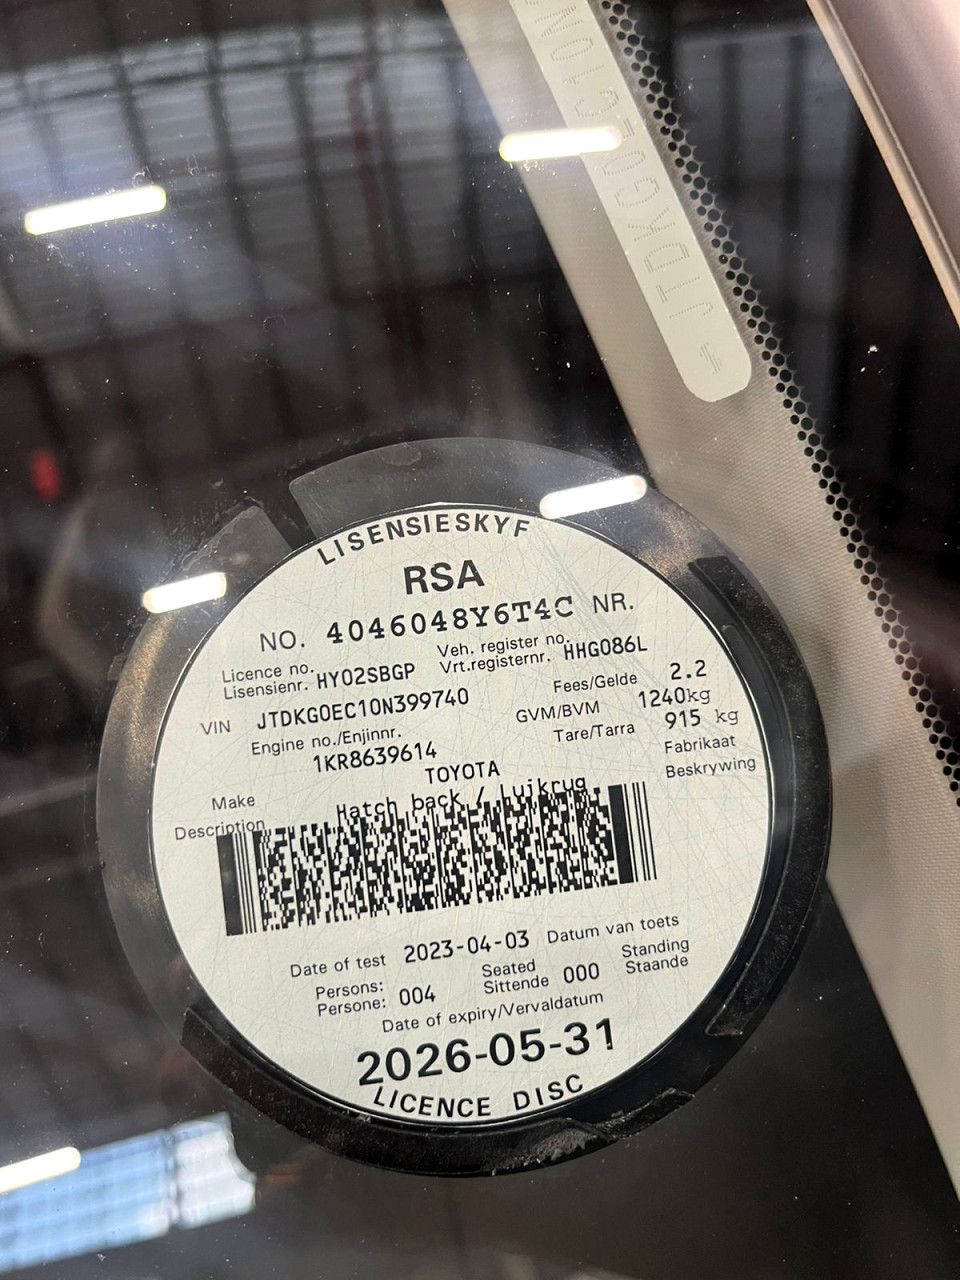 JTDKG0EC10N
LISENSIESKYF
RSA
NO. 4046048Y6T4C NR.
Licence no. Lisensienr. HY02SBGP Veh. register no. Vrt.registernr. HHG086L
VIN JTDKG0EC10N399740 Fees/Gelde 2.2
Engine no./Enjinnr. GVM/BVM 1240kg
1KR8639614 Tare/Tarra 915 kg
Make TOYOTA Fabrikaat
Description Hatch back / Luikrug Beskrywing
Date of test 2023-04-03 Datum van toets
Persons: Persone: 004 Seated Sittende 000 Standing Staande
Date of expiry/Vervaldatum
2026-05-31
LICENCE DISC